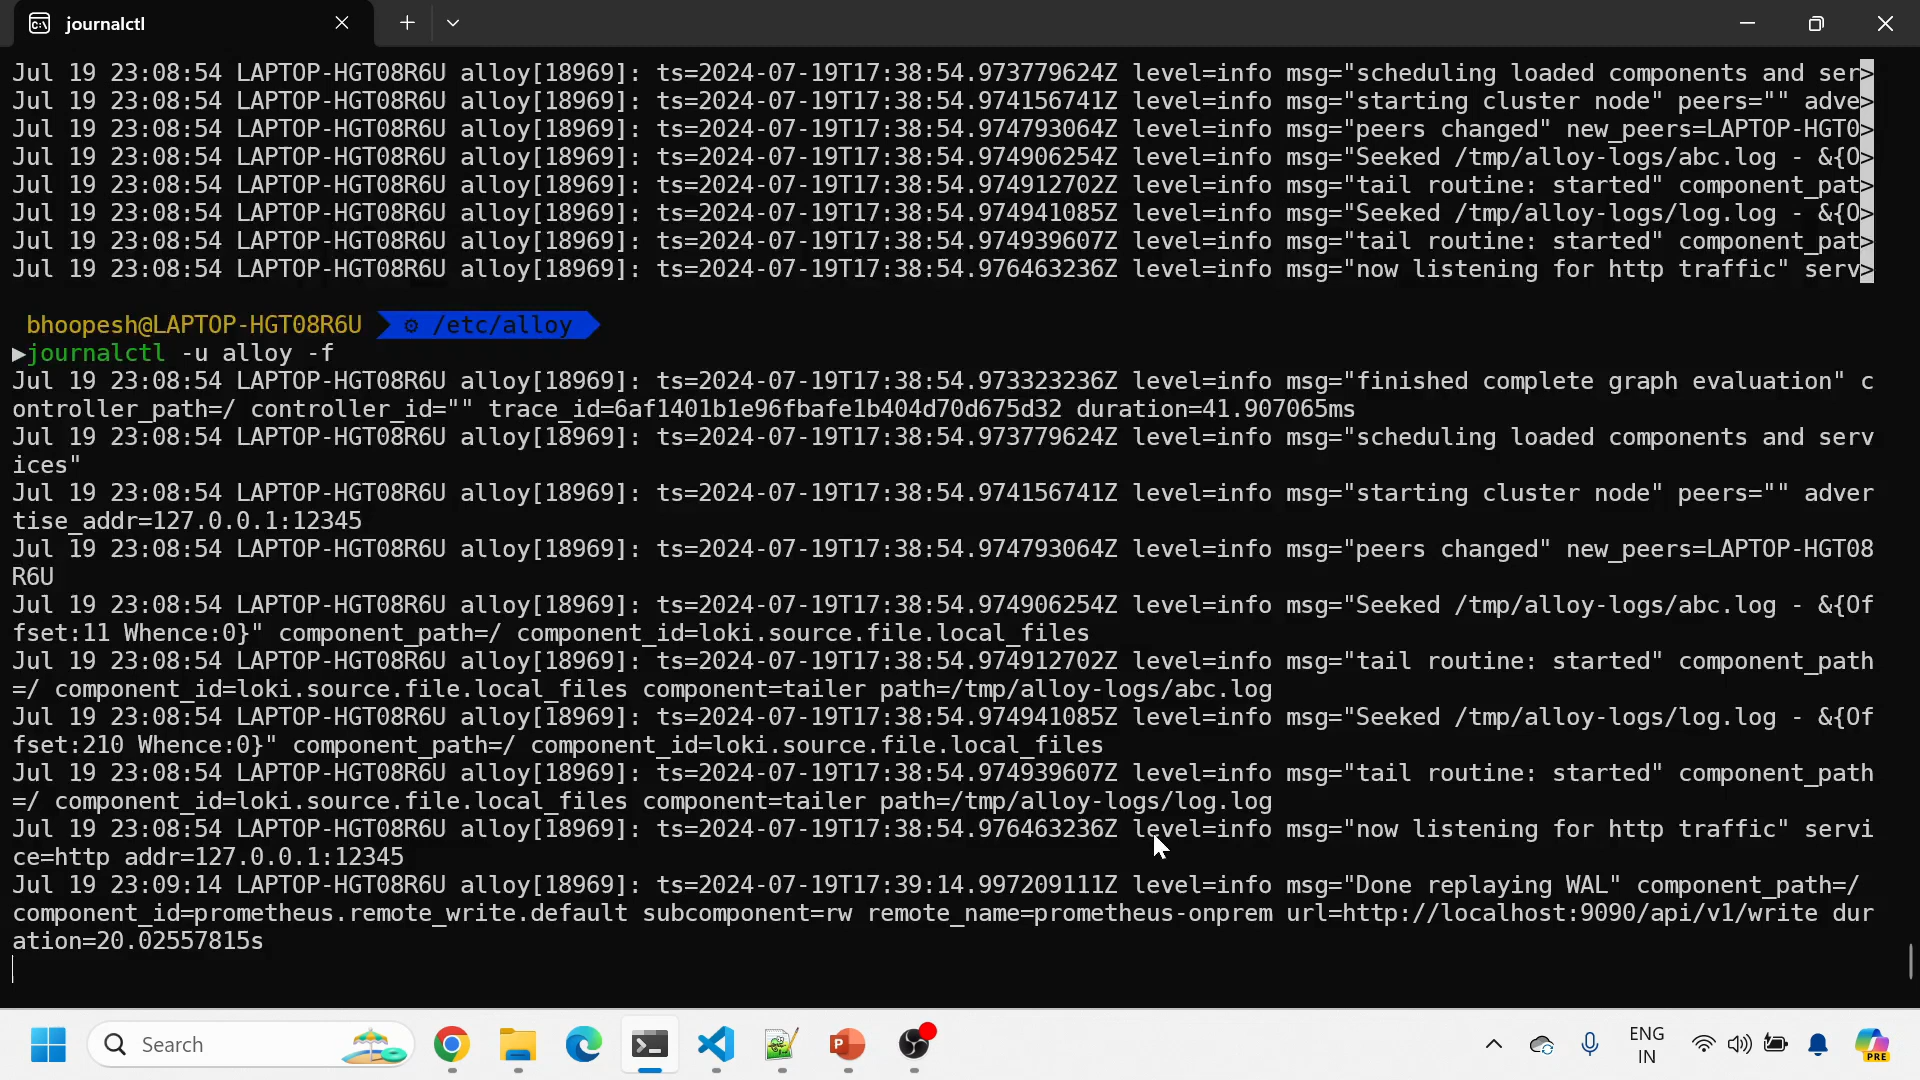 journalctl
Jul 19 23:08:54 LAPTOP-HGT08R6U alloy[18969]: ts=2024-07-19T17:38:54.973779624Z level=info msg="scheduling loaded components and ser>
Jul 19 23:08:54 LAPTOP-HGT08R6U alloy[18969]: ts=2024-07-19T17:38:54.974156741Z level=info msg="starting cluster node" peers="" adve>
Jul 19 23:08:54 LAPTOP-HGT08R6U alloy[18969]: ts=2024-07-19T17:38:54.974793064Z level=info msg="peers changed" new_peers=LAPTOP-HGT0>
Jul 19 23:08:54 LAPTOP-HGT08R6U alloy[18969]: ts=2024-07-19T17:38:54.974906254Z level=info msg="Seeked /tmp/alloy-logs/abc.log - &{O>
Jul 19 23:08:54 LAPTOP-HGT08R6U alloy[18969]: ts=2024-07-19T17:38:54.974912702Z level=info msg="tail routine: started" component_pat>
Jul 19 23:08:54 LAPTOP-HGT08R6U alloy[18969]: ts=2024-07-19T17:38:54.974941085Z level=info msg="Seeked /tmp/alloy-logs/log.log - &{O>
Jul 19 23:08:54 LAPTOP-HGT08R6U alloy[18969]: ts=2024-07-19T17:38:54.974939607Z level=info msg="tail routine: started" component_pat>
Jul 19 23:08:54 LAPTOP-HGT08R6U alloy[18969]: ts=2024-07-19T17:38:54.976463236Z level=info msg="now listening for http traffic" serv>
bhoopesh@LAPTOP-HGT08R6U /etc/alloy
▶journalctl -u alloy -f
Jul 19 23:08:54 LAPTOP-HGT08R6U alloy[18969]: ts=2024-07-19T17:38:54.973323236Z level=info msg="finished complete graph evaluation" c
ontroller_path=/ controller_id="" trace_id=6af1401b1e96fbafe1b404d70d675d32 duration=41.907065ms
Jul 19 23:08:54 LAPTOP-HGT08R6U alloy[18969]: ts=2024-07-19T17:38:54.973779624Z level=info msg="scheduling loaded components and serv
ices"
Jul 19 23:08:54 LAPTOP-HGT08R6U alloy[18969]: ts=2024-07-19T17:38:54.974156741Z level=info msg="starting cluster node" peers="" adver
tise_addr=127.0.0.1:12345
Jul 19 23:08:54 LAPTOP-HGT08R6U alloy[18969]: ts=2024-07-19T17:38:54.974793064Z level=info msg="peers changed" new_peers=LAPTOP-HGT08
R6U
Jul 19 23:08:54 LAPTOP-HGT08R6U alloy[18969]: ts=2024-07-19T17:38:54.974906254Z level=info msg="Seeked /tmp/alloy-logs/abc.log - &{Of
fset:11 Whence:0}" component_path=/ component_id=loki.source.file.local_files
Jul 19 23:08:54 LAPTOP-HGT08R6U alloy[18969]: ts=2024-07-19T17:38:54.974912702Z level=info msg="tail routine: started" component_path
=/ component_id=loki.source.file.local_files component=tailer path=/tmp/alloy-logs/abc.log
Jul 19 23:08:54 LAPTOP-HGT08R6U alloy[18969]: ts=2024-07-19T17:38:54.974941085Z level=info msg="Seeked /tmp/alloy-logs/log.log - &{Of
fset:210 Whence:0}" component_path=/ component_id=loki.source.file.local_files
Jul 19 23:08:54 LAPTOP-HGT08R6U alloy[18969]: ts=2024-07-19T17:38:54.974939607Z level=info msg="tail routine: started" component_path
=/ component_id=loki.source.file.local_files component=tailer path=/tmp/alloy-logs/log.log
Jul 19 23:08:54 LAPTOP-HGT08R6U alloy[18969]: ts=2024-07-19T17:38:54.976463236Z level=info msg="now listening for http traffic" servi
ce=http addr=127.0.0.1:12345
Jul 19 23:09:14 LAPTOP-HGT08R6U alloy[18969]: ts=2024-07-19T17:39:14.997209111Z level=info msg="Done replaying WAL" component_path=/
component_id=prometheus.remote_write.default subcomponent=rw remote_name=prometheus-onprem url=http://localhost:9090/api/v1/write dur
ation=20.02557815s
Search
ENG
IN
PRE